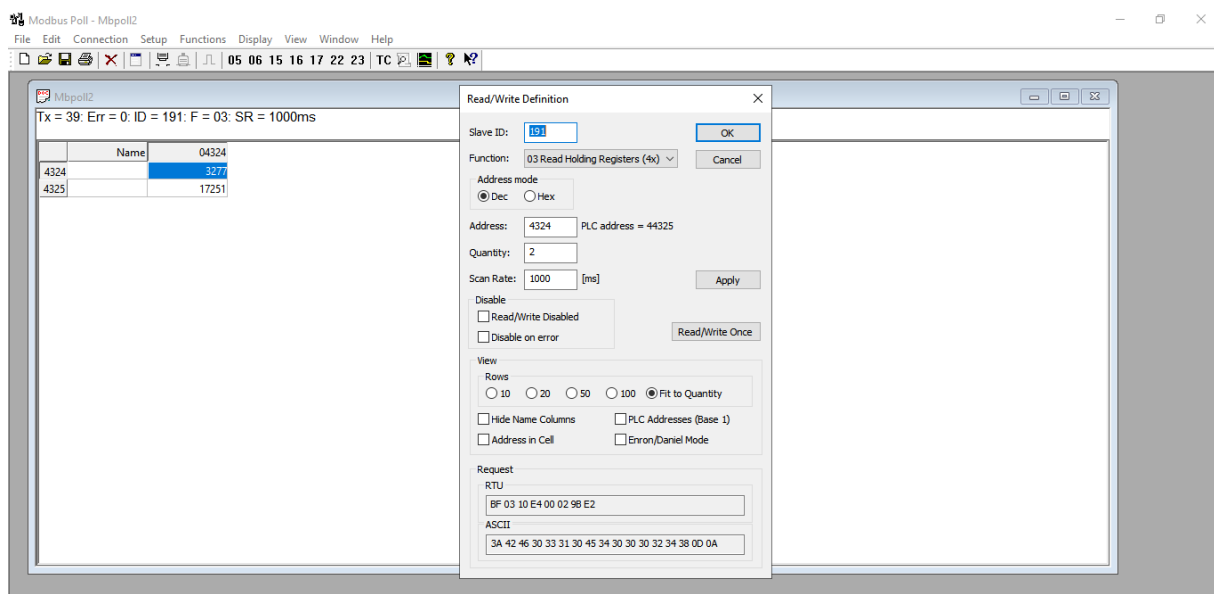 Modbus Poll - Mbpoll2
File Edit Connection Setup Functions Display View Window Help
05 06 15 16 17 22 23 TC
Mbpoll2
Tx = 39: Err = 0: ID = 191: F = 03: SR = 1000ms
Name 04324
4324 3277
4325 17251
Read/Write Definition
Slave ID: 191 OK
Function: 03 Read Holding Registers (4x) Cancel
Address mode
Dec Hex
Address: 4324 PLC address = 44325
Quantity: 2
Scan Rate: 1000 [ms] Apply
Disable
Read/Write Disabled
Disable on error
Read/Write Once
View
Rows
10 20 50 100 Fit to Quantity
Hide Name Columns PLC Addresses (Base 1)
Address in Cell Enron/Daniel Mode
Request
RTU
BF 03 10 E4 00 02 9B E2
ASCII
3A 42 46 30 33 31 30 45 34 30 30 30 32 34 38 0D 0A